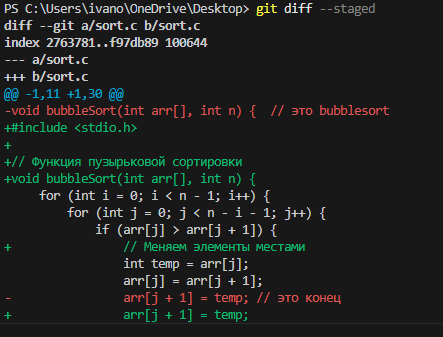 PS C:\Users\ivano\OneDrive\Desktop> git diff --staged
diff --git a/sort.c b/sort.c
index 2763781..f97db89 100644
--- a/sort.c
+++ b/sort.c
@@ -1,11 +1,30 @@
-void bubbleSort(int arr[], int n) {  // это bubblesort
+#include <stdio.h>
+
+// Функция пузырьковой сортировки
+void bubbleSort(int arr[], int n) {
     for (int i = 0; i < n - 1; i++) {
         for (int j = 0; j < n - i - 1; j++) {
             if (arr[j] > arr[j + 1]) {
+                // Меняем элементы местами
                 int temp = arr[j];
                 arr[j] = arr[j + 1];
-                arr[j + 1] = temp; // это конец
+                arr[j + 1] = temp;